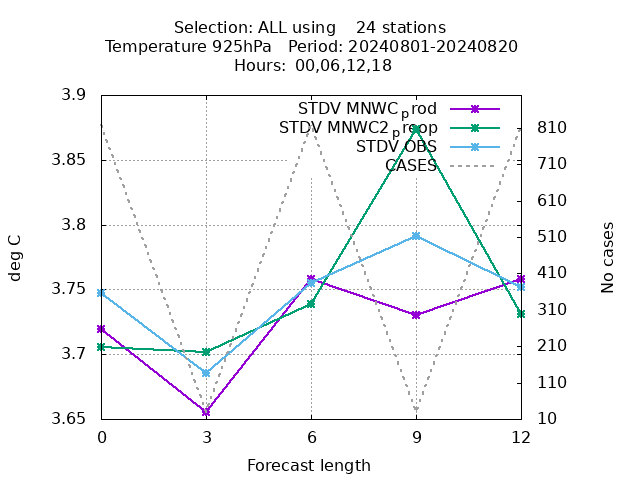 Selection: ALL using    24 stations
Temperature 925hPa   Period: 20240801-20240820
Hours: 00,06,12,18
STDV MNWCprod
STDV MNWC2preop
STDV OBS
CASES
3.9
3.85
3.8
3.75
3.7
3.65
810
710
610
510
410
310
210
110
10
deg C
No cases
0 3 6 9 12
Forecast length